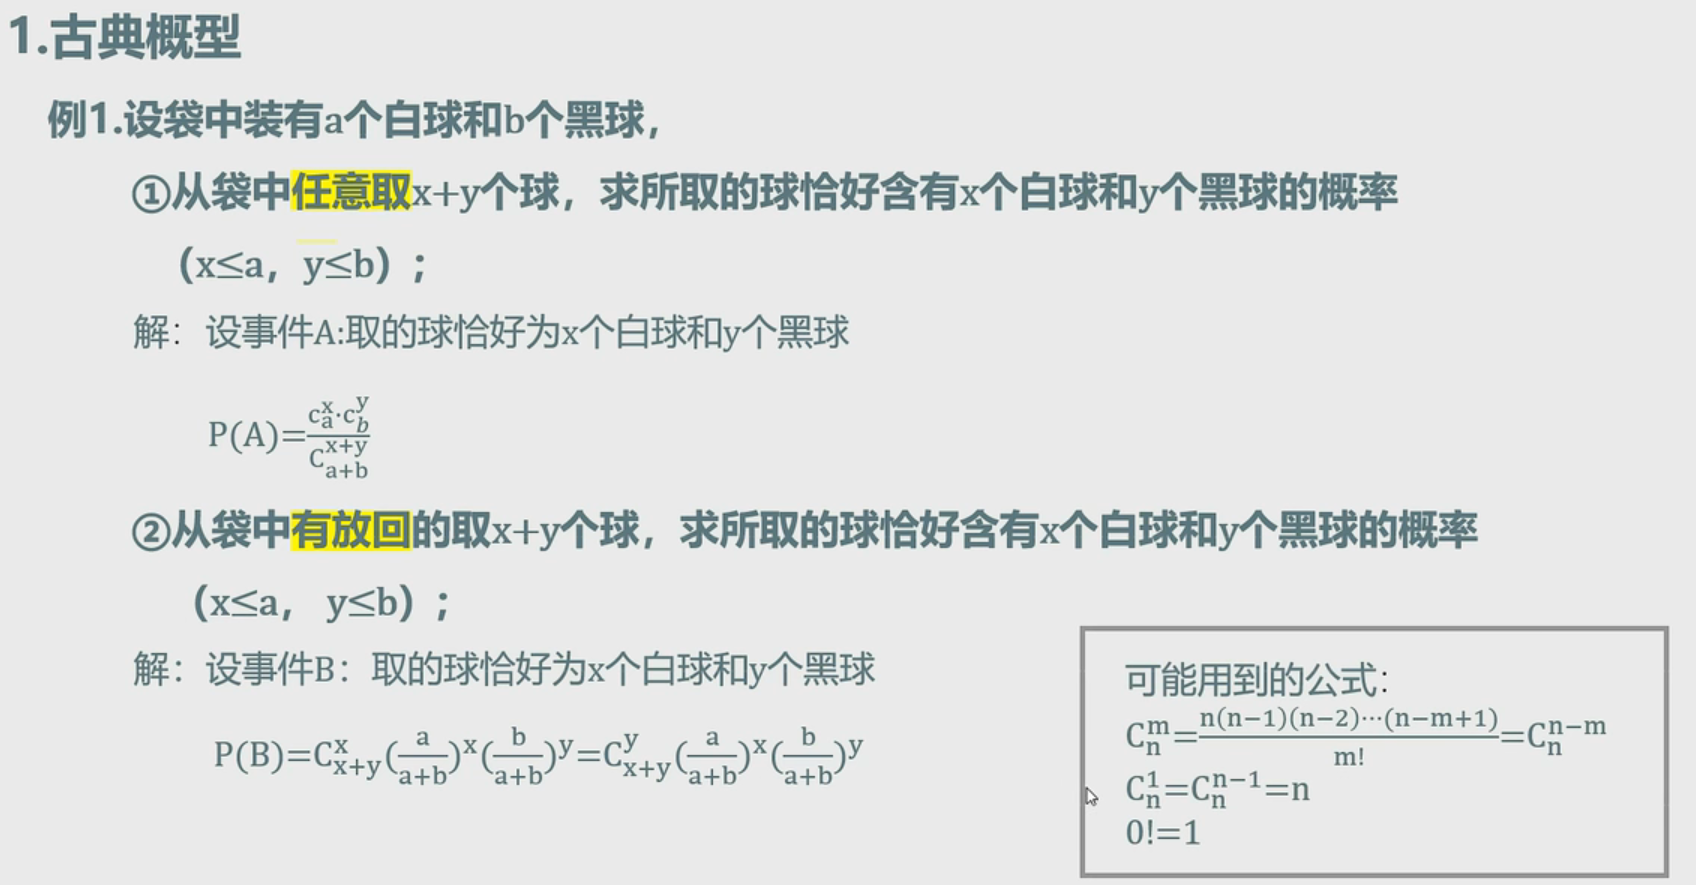 1.古典概型
例1.设袋中装有a个白球和b个黑球，
①从袋中任意取x+y个球，求所取的球恰好含有x个白球和y个黑球的概率
（x≤a，y≤b）；
解：设事件A:取的球恰好为x个白球和y个黑球
P(A)=\frac{c_a^x·c_b^y}{C_{a+b}^{x+y}}
②从袋中有放回的取x+y个球，求所取的球恰好含有x个白球和y个黑球的概率
（x≤a， y≤b）；
解：设事件B：取的球恰好为x个白球和y个黑球
P(B)=C_{x+y}^x(\frac{a}{a+b})^x(\frac{b}{a+b})^y=C_{x+y}^y(\frac{a}{a+b})^x(\frac{b}{a+b})^y
可能用到的公式：
C_n^m=\frac{n(n−1)(n−2)⋯(n−m+1)}{m!}=C_n^{n−m}
C_n^1=C_n^{n−1}=n
0!=1